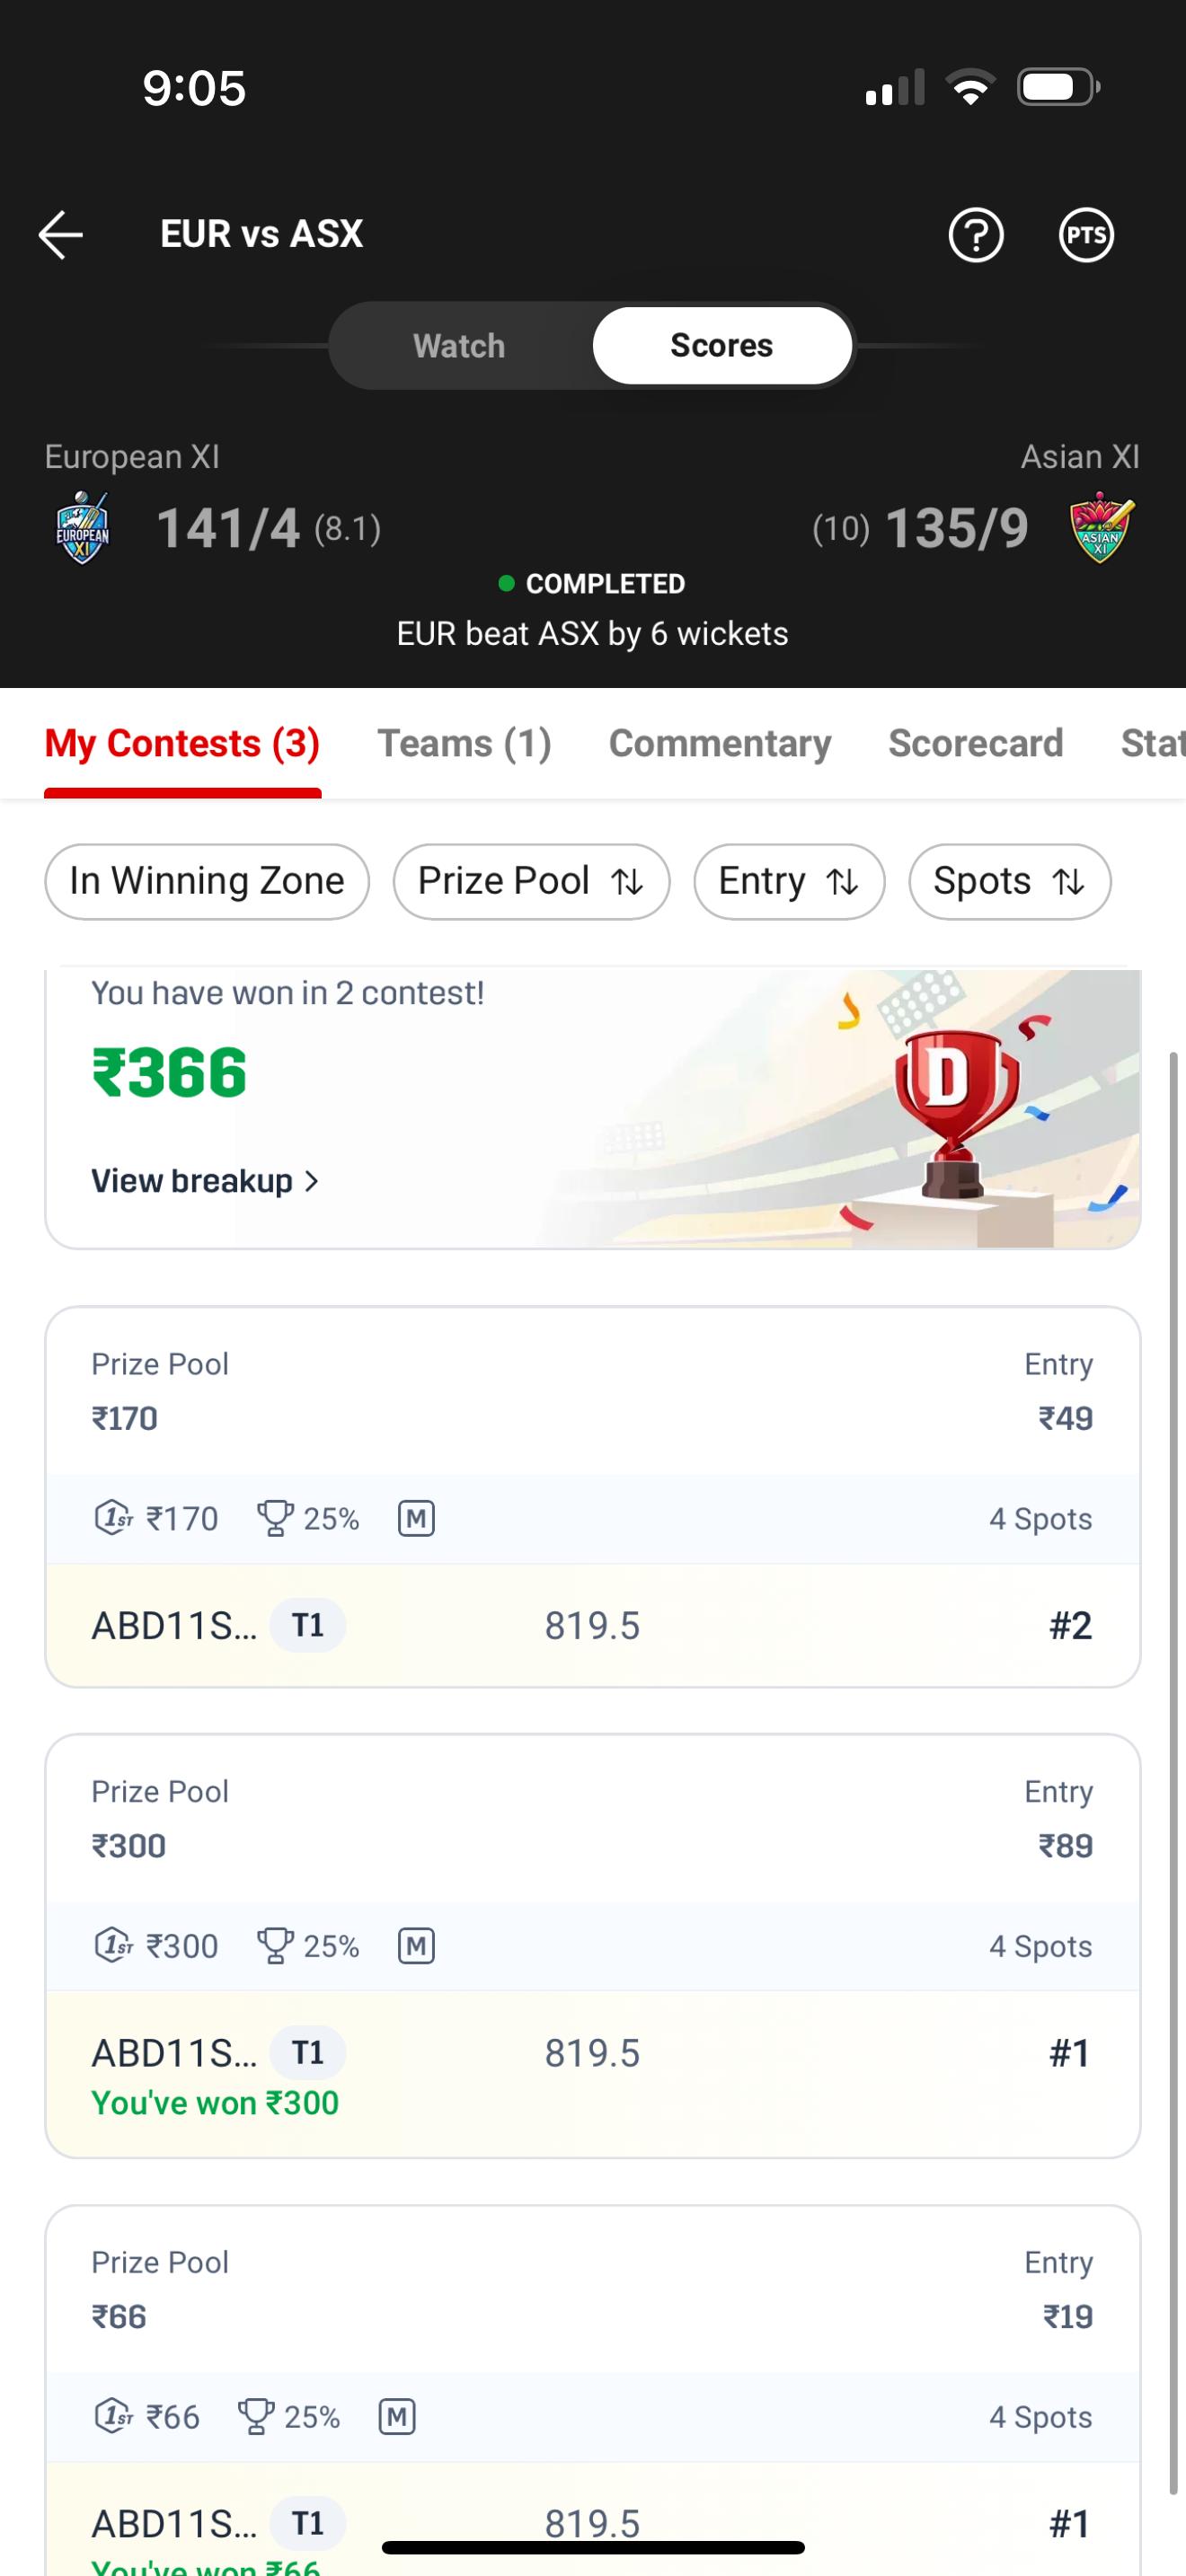 9:05
EUR vs ASX
?
PTS
Watch
Scores
European XI
Asian XI
EUROPEAN
XI
141/4 (8.1)
(10) 135/9
ASIAN
XI
COMPLETED
EUR beat ASX by 6 wickets
My Contests (3)
Teams (1)
Commentary
Scorecard
Stat
In Winning Zone
Prize Pool
Entry
Spots
You have won in 2 contest!
₹366
D
View breakup >
Prize Pool
Entry
₹170
₹49
1ST ₹170
25%
M
4 Spots
ABD11S... T1
819.5
#2
Prize Pool
Entry
₹300
₹89
1ST ₹300
25%
M
4 Spots
ABD11S... T1
819.5
#1
You've won ₹300
Prize Pool
Entry
₹66
₹19
1ST ₹66
25%
M
4 Spots
ABD11S... T1
819.5
#1
You've won ₹66